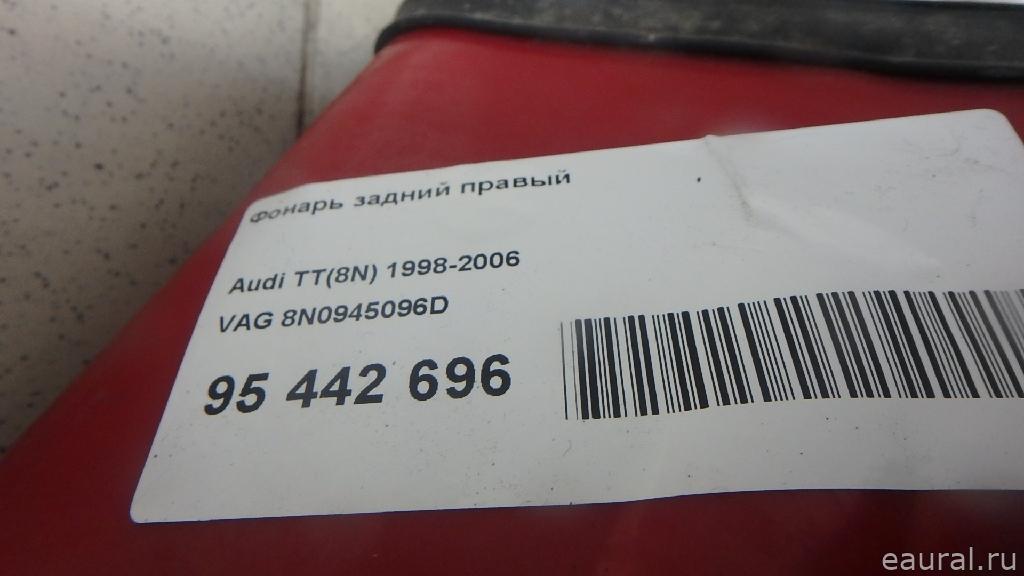 Фонарь задний правый
Audi TT(8N) 1998-2006
VAG 8N0945096D
95 442 696
eaural.ru